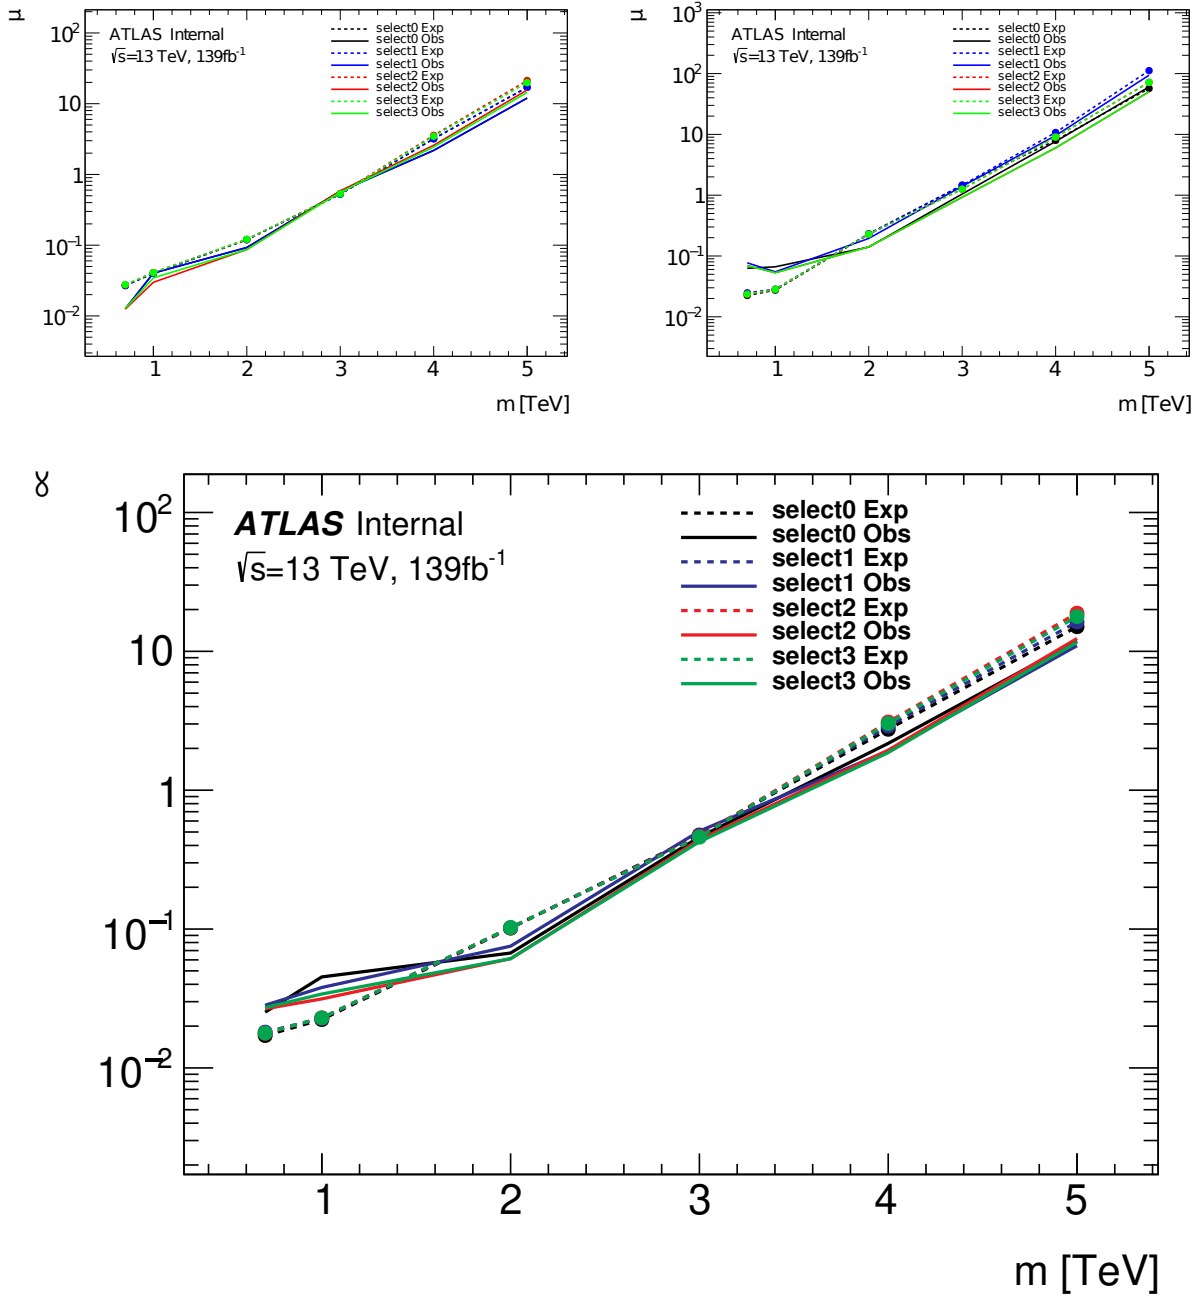 μ
10²
10
1
10⁻¹
10⁻²
ATLAS Internal
√s=13 TeV, 139fb⁻¹
select0 Exp
select0 Obs
select1 Exp
select1 Obs
select2 Exp
select2 Obs
select3 Exp
select3 Obs
1 2 3 4 5
m [TeV]
μ
10³
10²
10
1
10⁻¹
10⁻²
ATLAS Internal
√s=13 TeV, 139fb⁻¹
select0 Exp
select0 Obs
select1 Exp
select1 Obs
select2 Exp
select2 Obs
select3 Exp
select3 Obs
1 2 3 4 5
m [TeV]
∝
10²
10
1
10⁻¹
10⁻²
ATLAS Internal
√s=13 TeV, 139fb⁻¹
select0 Exp
select0 Obs
select1 Exp
select1 Obs
select2 Exp
select2 Obs
select3 Exp
select3 Obs
1 2 3 4 5
m [TeV]